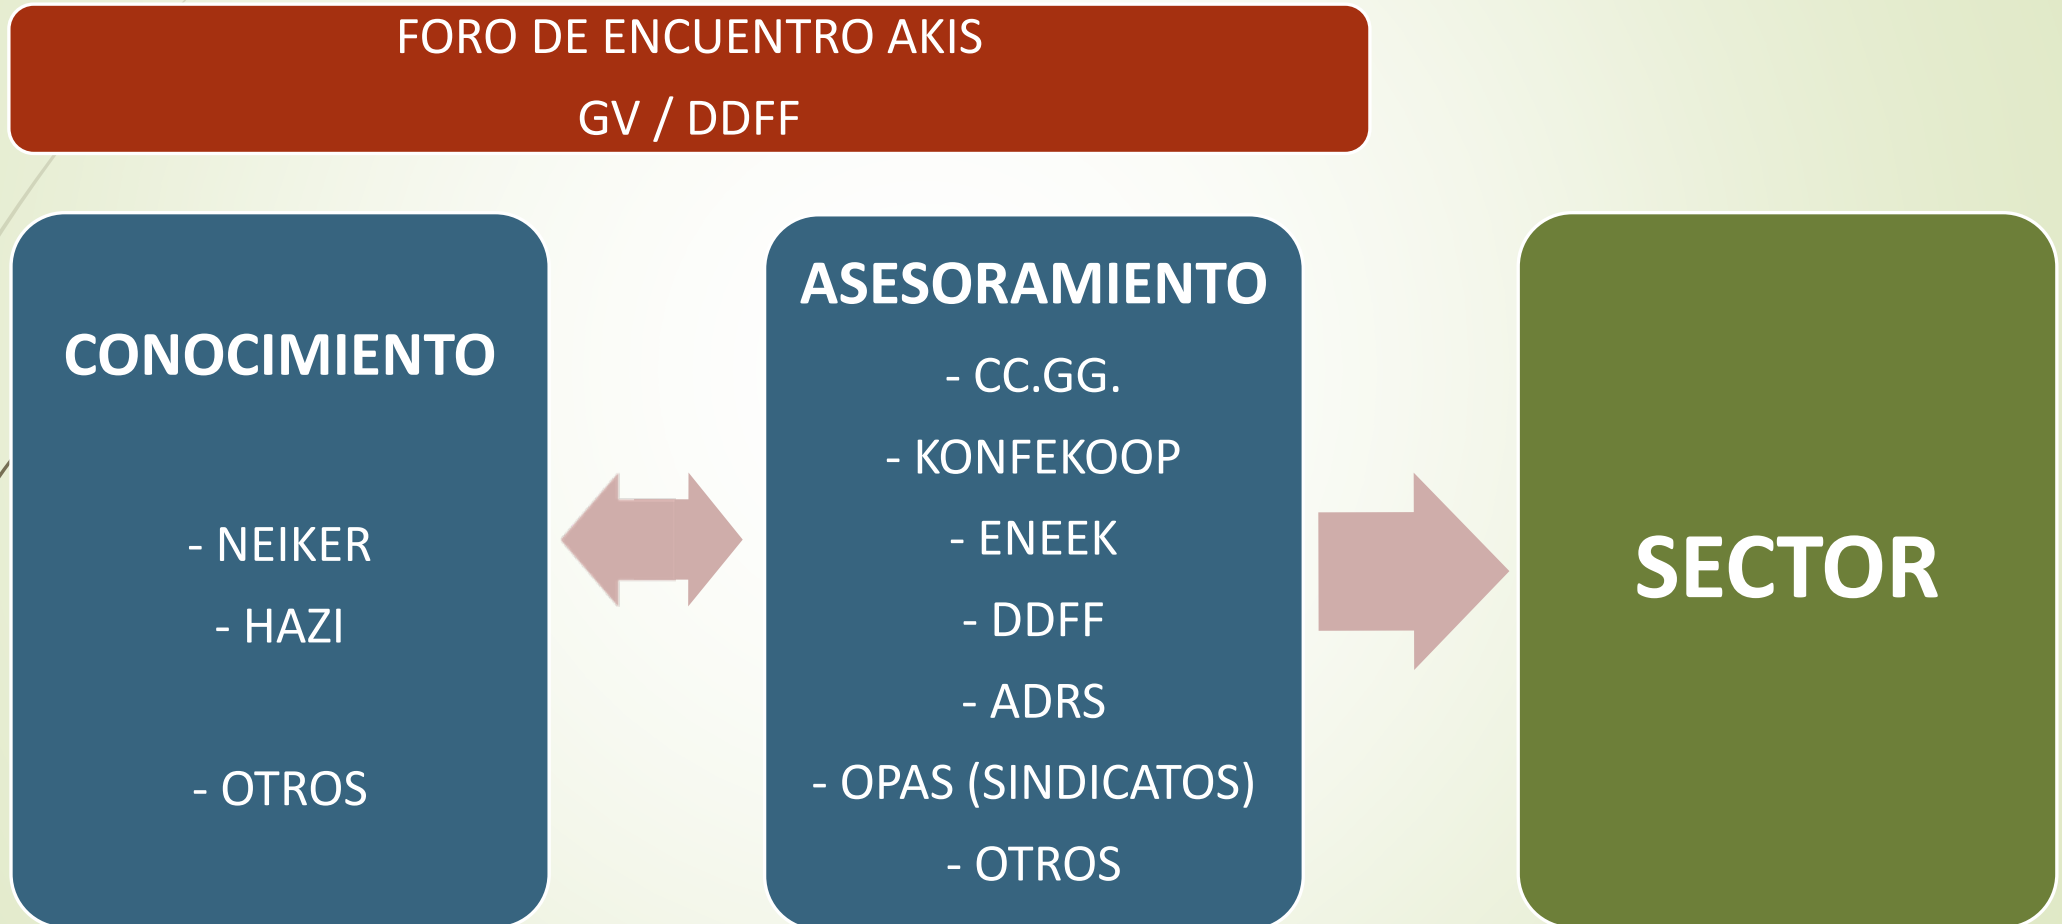 FORO DE ENCUENTRO AKIS
GV / DDFF
CONOCIMIENTO
- NEIKER
- HAZI
- OTROS
ASESORAMIENTO
- CC.GG.
- KONFEKOOP
- ENEEK
- DDFF
- ADRS
- OPAS (SINDICATOS)
- OTROS
SECTOR